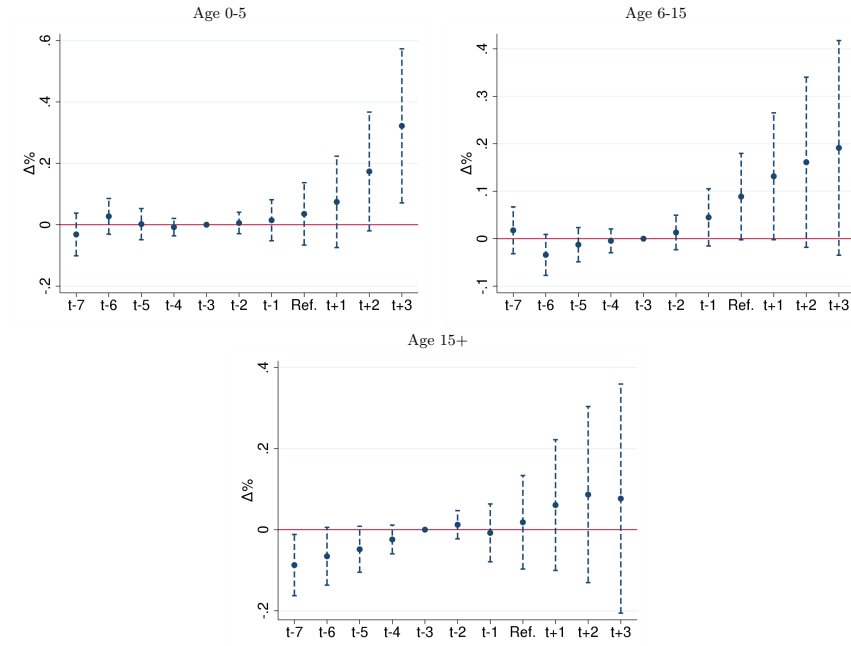 Age 0-5
Δ%
.6
.4
.2
0
-.2
t-7 t-6 t-5 t-4 t-3 t-2 t-1 Ref. t+1 t+2 t+3
Age 6-15
Δ%
.4
.3
.2
.1
0
-.1
t-7 t-6 t-5 t-4 t-3 t-2 t-1 Ref. t+1 t+2 t+3
Age 15+
Δ%
.4
.2
0
-.2
t-7 t-6 t-5 t-4 t-3 t-2 t-1 Ref. t+1 t+2 t+3